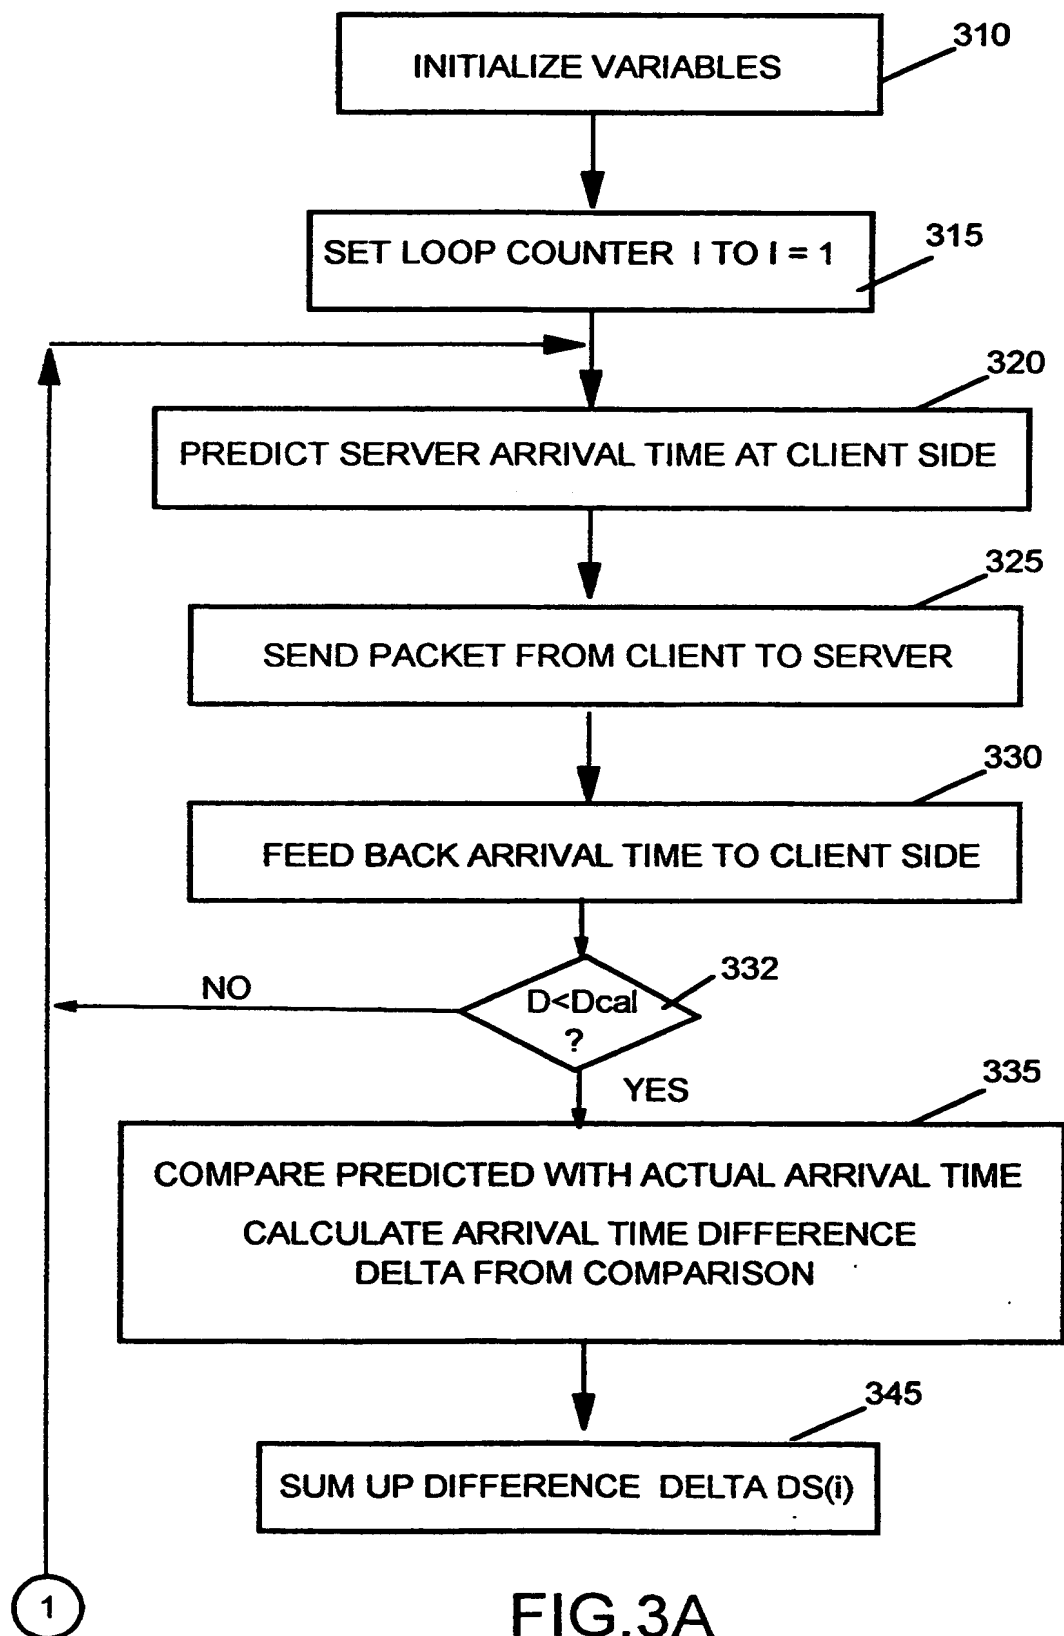 310
INITIALIZE VARIABLES
SET LOOP COUNTER I TO I = 1
315
320
PREDICT SERVER ARRIVAL TIME AT CLIENT SIDE
325
SEND PACKET FROM CLIENT TO SERVER
330
FEED BACK ARRIVAL TIME TO CLIENT SIDE
332
NO
D<Dcal
?
YES
335
COMPARE PREDICTED WITH ACTUAL ARRIVAL TIME
CALCULATE ARRIVAL TIME DIFFERENCE
DELTA FROM COMPARISON
345
SUM UP DIFFERENCE DELTA DS(i)
1
FIG.3A